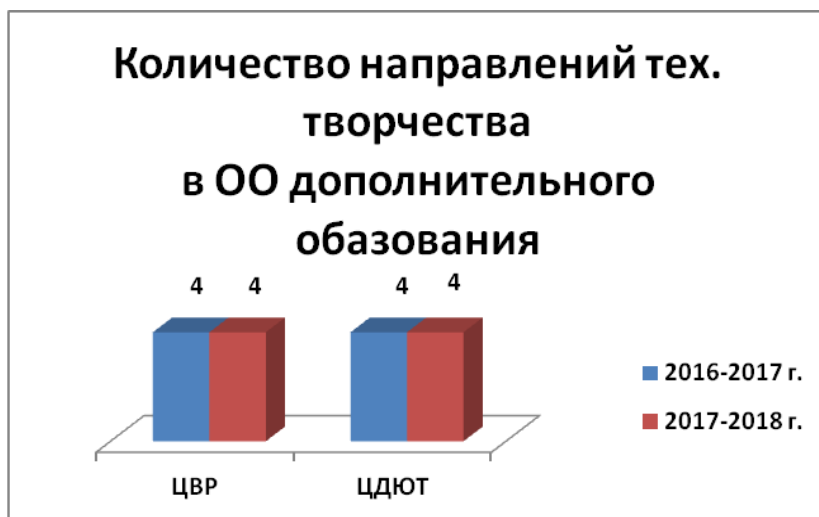 Количество направлений тех.
творчества
в ОО дополнительного
обазования
4 4 4 4
2016-2017 г.
2017-2018 г.
ЦВР ЦДЮТ